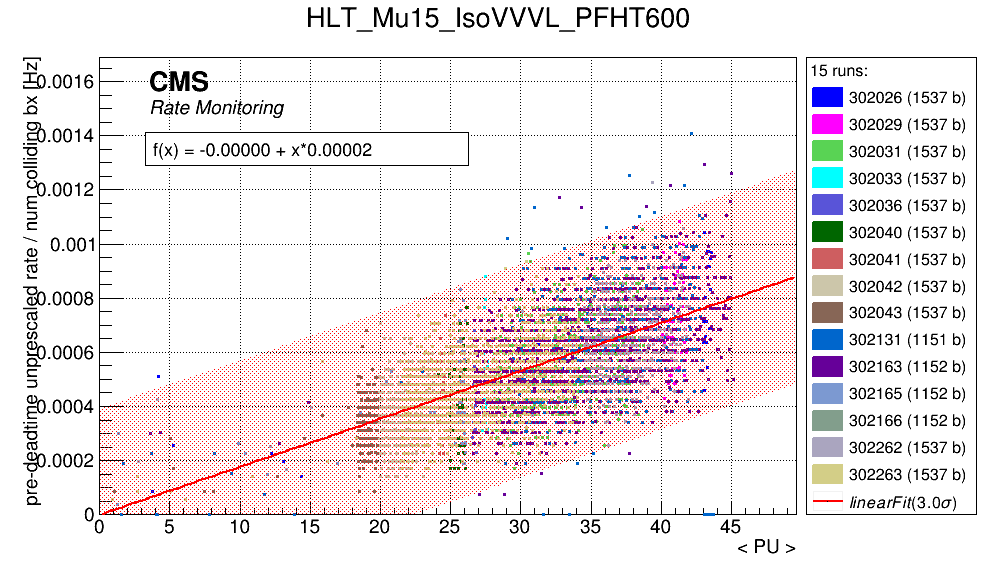 HLT_Mu15_IsoVVVL_PFHT600
pre-deadtime unprescaled rate / num colliding bx [Hz]
0.0016
0.0014
0.0012
0.001
0.0008
0.0006
0.0004
0.0002
0
CMS
Rate Monitoring
f(x) = -0.00000 + x*0.00002
0 5 10 15 20 25 30 35 40 45
< PU >
15 runs:
302026 (1537 b)
302029 (1537 b)
302031 (1537 b)
302033 (1537 b)
302036 (1537 b)
302040 (1537 b)
302041 (1537 b)
302042 (1537 b)
302043 (1537 b)
302131 (1151 b)
302163 (1152 b)
302165 (1152 b)
302166 (1152 b)
302262 (1537 b)
302263 (1537 b)
linearFit(3.0σ)